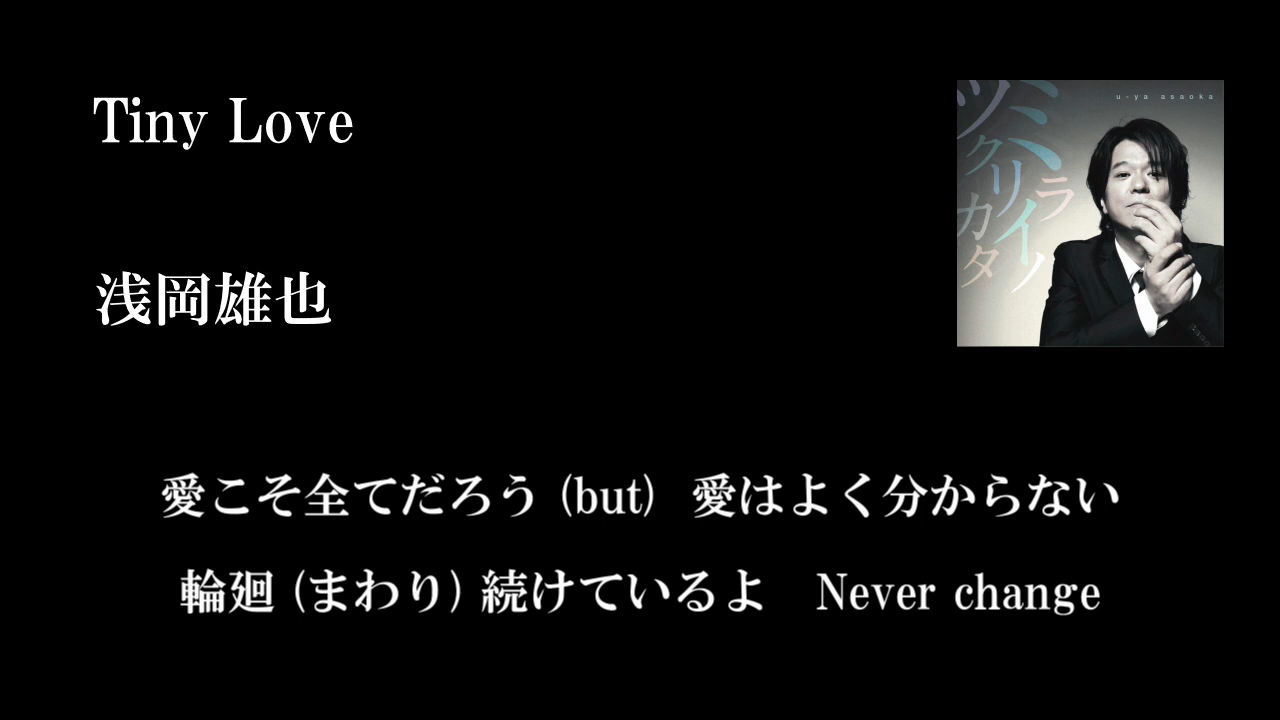 Tiny Love
u-ya asaoka
ミライノ
ツクリカタ
浅岡雄也
愛こそ全てだろう (but) 愛はよく分からない
輪廻 (まわり) 続けているよ Never change